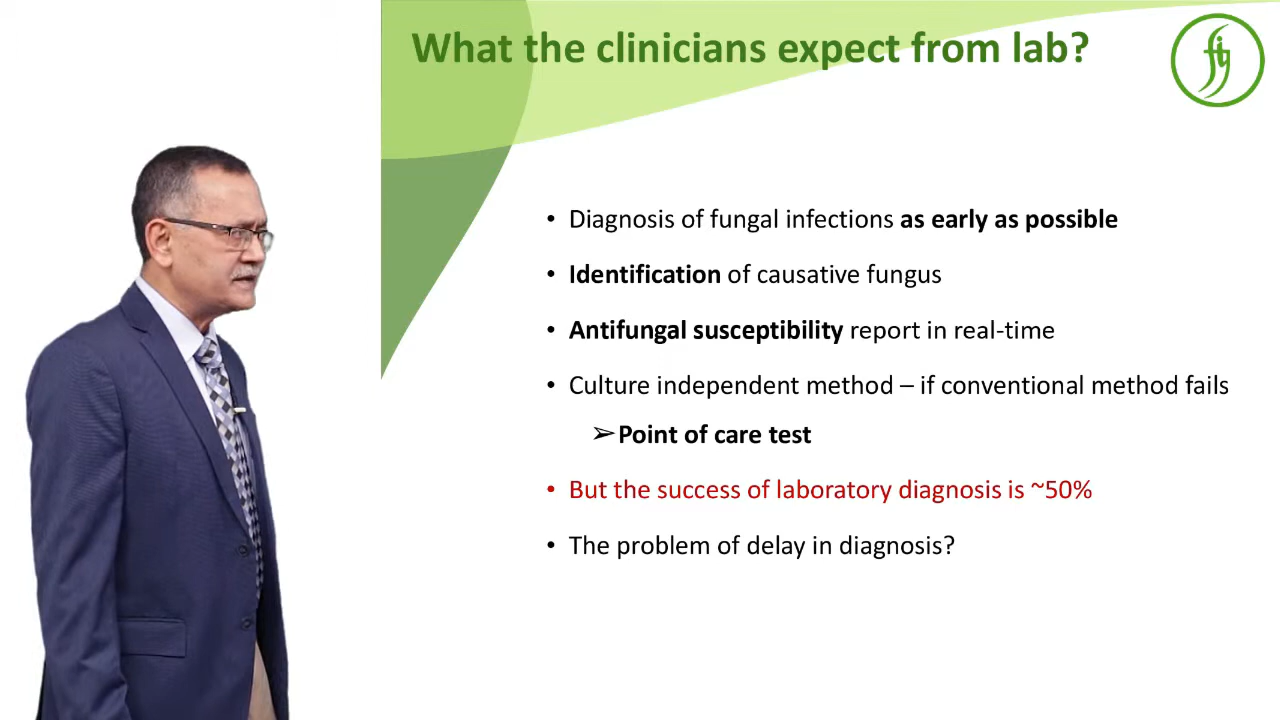 What the clinicians expect from lab?
• Diagnosis of fungal infections as early as possible
• Identification of causative fungus
• Antifungal susceptibility report in real-time
• Culture independent method – if conventional method fails
➢Point of care test
• But the success of laboratory diagnosis is ~50%
• The problem of delay in diagnosis?